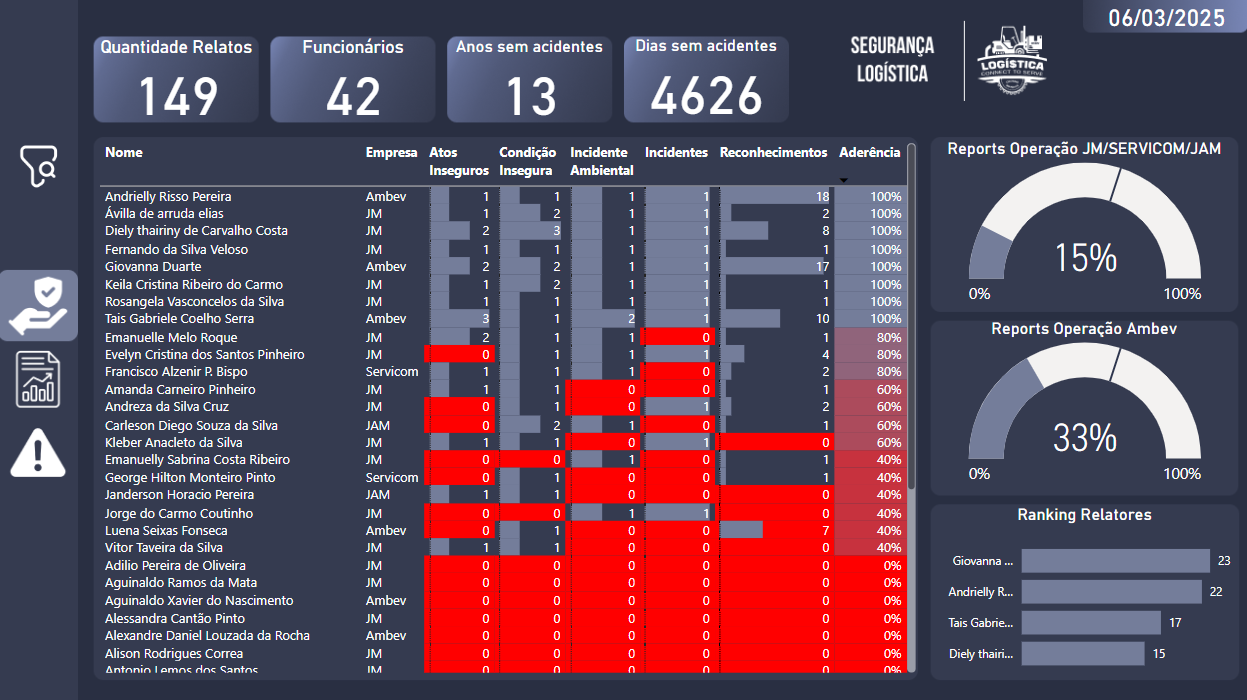 06/03/2025
Quantidade Relatos
149
Funcionários
42
Anos sem acidentes
13
Dias sem acidentes
4626
SEGURANÇA
LOGÍSTICA
LOGÍSTICA
CONNECT TO SERVE
Nome Empresa Atos Inseguros Condição Insegura Incidente Ambiental Incidentes Reconhecimentos Aderência
Andrielly Risso Pereira Ambev 1 1 1 1 18 100%
Ávilla de arruda elias JM 1 2 1 1 2 100%
Diely thairiny de Carvalho Costa JM 2 3 1 1 8 100%
Fernando da Silva Veloso JM 1 1 1 1 1 100%
Giovanna Duarte Ambev 2 2 1 1 17 100%
Keila Cristina Ribeiro do Carmo JM 1 2 1 1 1 100%
Rosangela Vasconcelos da Silva JM 1 1 1 1 1 100%
Tais Gabriele Coelho Serra Ambev 3 1 2 1 10 100%
Emanuelle Melo Roque JM 2 1 1 0 1 80%
Evelyn Cristina dos Santos Pinheiro JM 0 1 1 1 4 80%
Francisco Alzenir P. Bispo Servicom 1 1 1 0 2 80%
Amanda Carneiro Pinheiro JM 1 1 0 0 1 60%
Andreza da Silva Cruz JM 0 1 0 1 2 60%
Carleson Diego Souza da Silva JAM 0 2 1 0 1 60%
Kleber Anacleto da Silva JM 1 1 0 1 0 60%
Emanuelly Sabrina Costa Ribeiro JM 0 0 1 0 1 40%
George Hilton Monteiro Pinto Servicom 0 1 0 0 1 40%
Janderson Horacio Pereira JAM 1 1 0 0 0 40%
Jorge do Carmo Coutinho JM 0 0 1 1 0 40%
Luena Seixas Fonseca Ambev 0 1 0 0 7 40%
Vitor Taveira da Silva JM 1 1 0 0 0 40%
Adilio Pereira de Oliveira JM 0 0 0 0 0 0%
Aguinaldo Ramos da Mata JM 0 0 0 0 0 0%
Aguinaldo Xavier do Nascimento Ambev 0 0 0 0 0 0%
Alessandra Cantão Pinto JM 0 0 0 0 0 0%
Alexandre Daniel Louzada da Rocha Ambev 0 0 0 0 0 0%
Alison Rodrigues Correa JM 0 0 0 0 0 0%
Antonio Lemos dos Santos JM 0 0 0 0 0 0%
Reports Operação JM/SERVICOM/JAM
15%
0% 100%
Reports Operação Ambev
33%
0% 100%
Ranking Relatores
Giovanna ... 23
Andrielly R... 22
Tais Gabrie... 17
Diely thairi... 15